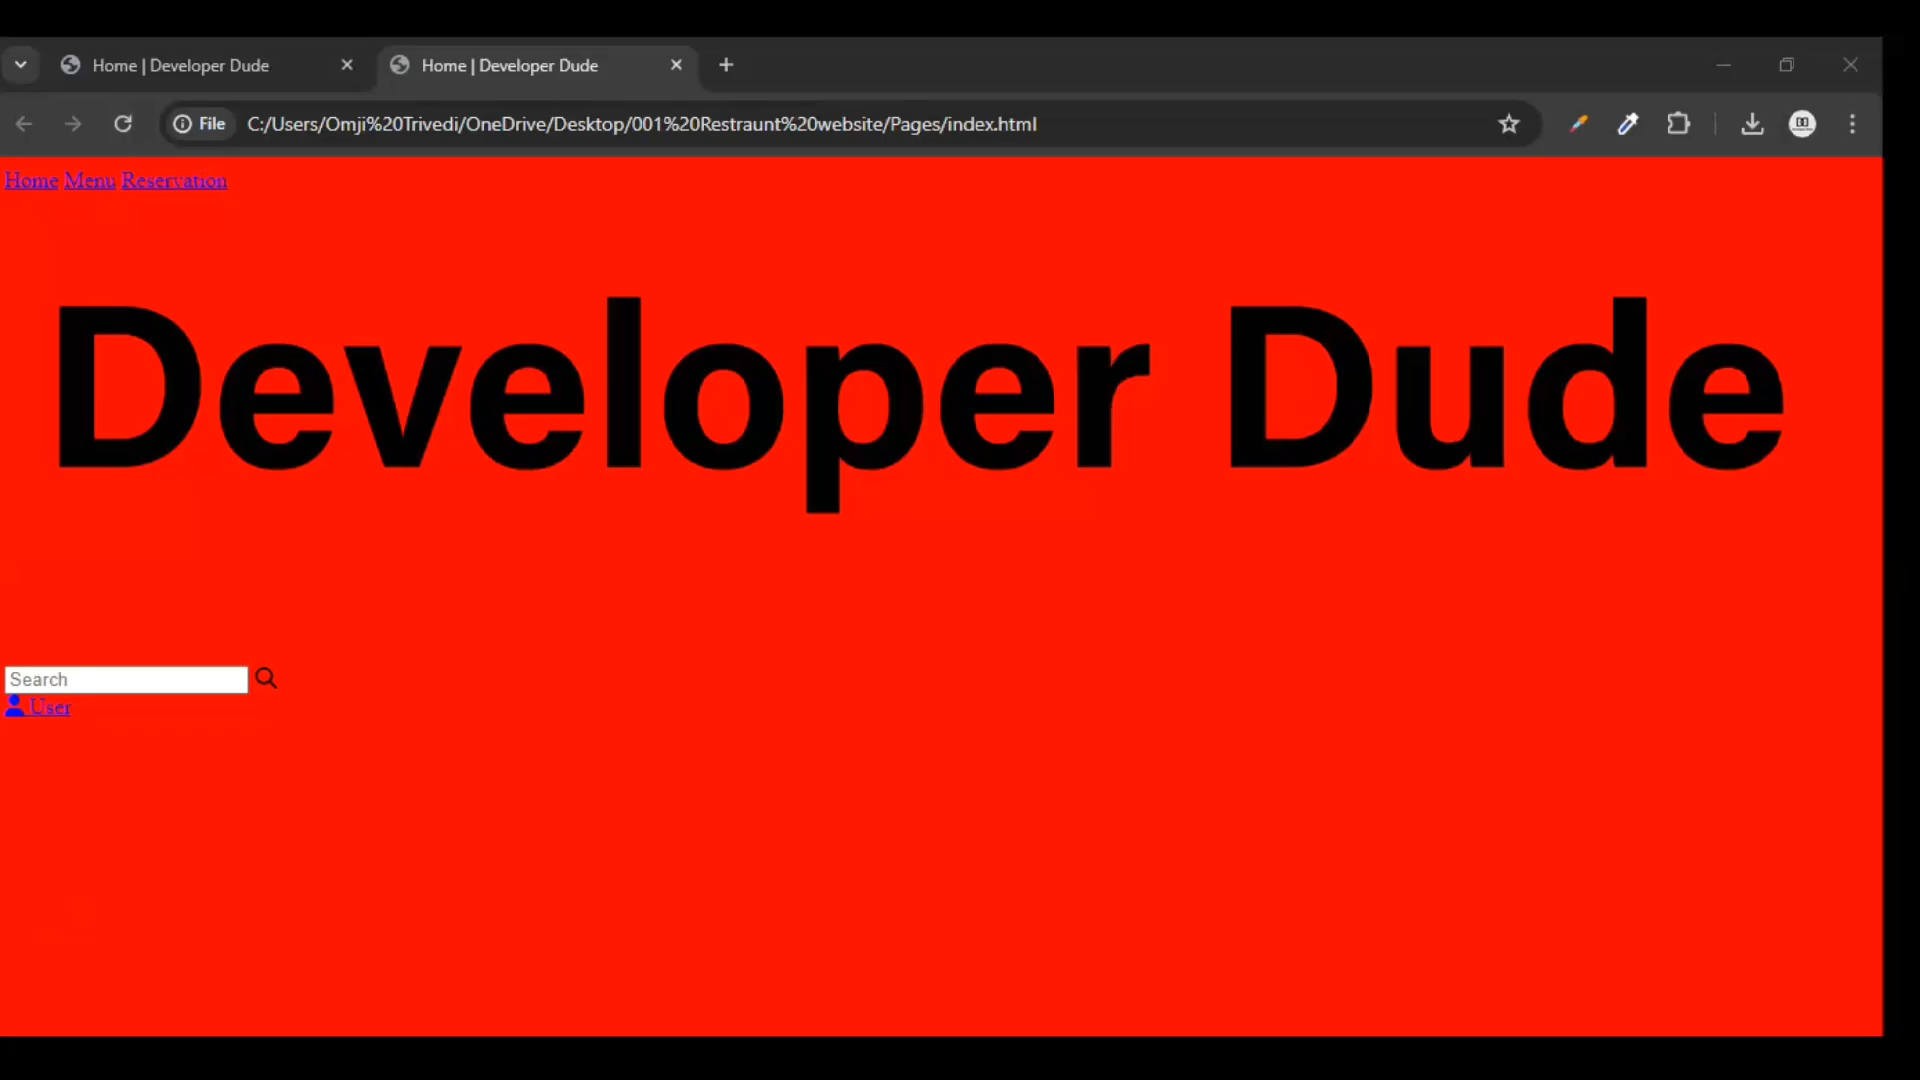 Home | Developer Dude
Home | Developer Dude
File C:/Users/Omji%20Trivedi/OneDrive/Desktop/001%20Restraunt%20website/Pages/index.html
Home Menu Reservation
Developer Dude
Search
User